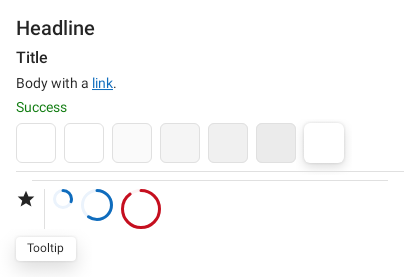 Headline
Title
Body with a link.
Success
Tooltip